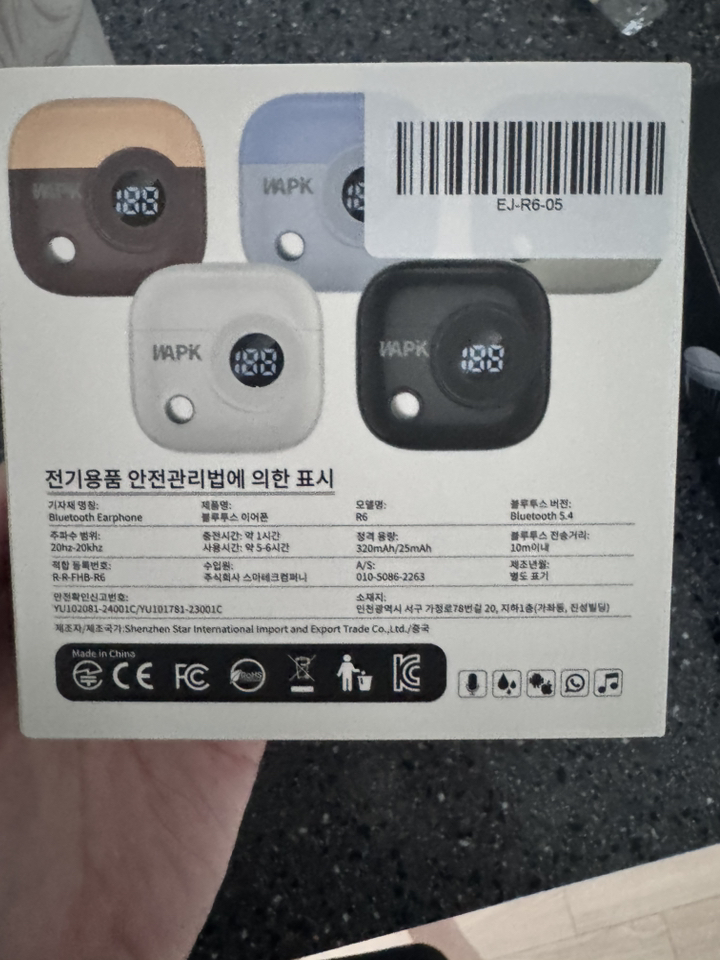 VAPK
188
VAPK
188
EJ-R6-05
VAPK
188
VAPK
188
전기용품 안전관리법에 의한 표시
기자재 명칭: 제품명: 모델명: 블루투스 버전:
Bluetooth Earphone 블루투스 이어폰 R6 Bluetooth 5.4
주파수 범위: 충전시간: 약 1시간 정격 용량: 블루투스 전송거리:
20hz-20khz 사용시간: 약 5-6시간 320mAh/25mAh 10m이내
적합 등록번호: 수입원: A/S: 제조년월:
R-R-FHB-R6 주식회사 스마테크컴퍼니 010-5086-2263 별도 표기
안전확인신고번호: 소재지:
YU102081-24001C/YU101781-23001C 인천광역시 서구 가정로78번길 20, 지하1층(가좌동, 진성빌딩)
제조자/제조국가:Shenzhen Star International Import and Export Trade Co.,Ltd./중국
Made in China
CE FC RoHS KC